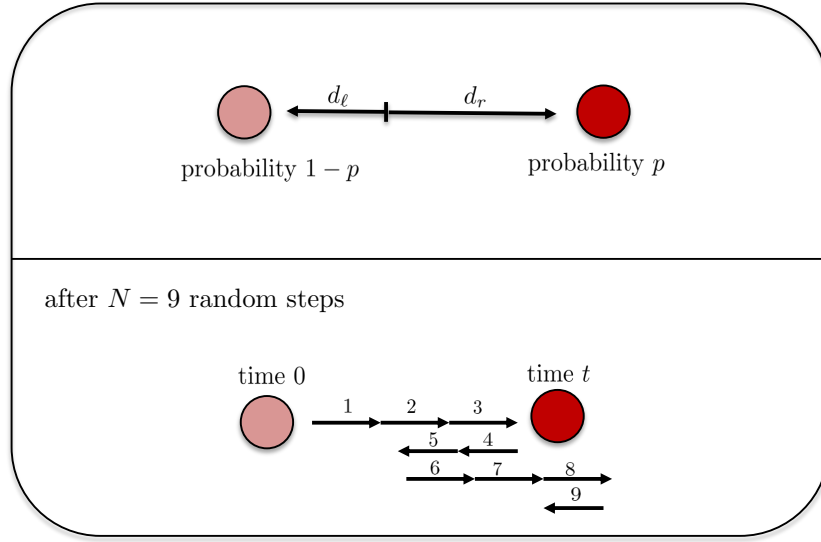 dℓ dr
probability 1 − p
probability p
after N = 9 random steps
time 0
time t
1 2 3
5 4
6 7 8
9